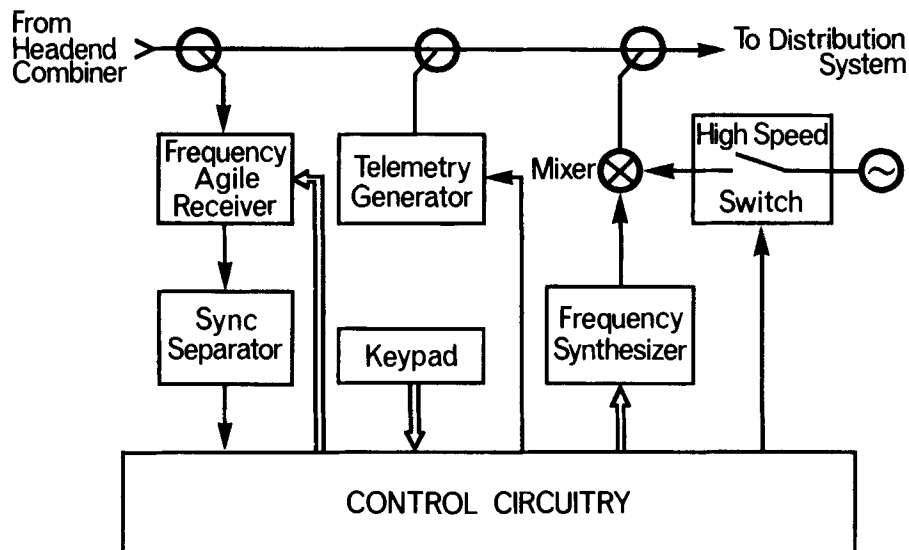 From
Headend
Combiner
To Distribution
System
Frequency
Agile
Receiver
Telemetry
Generator
Mixer
High Speed
Switch
Sync
Separator
Keypad
Frequency
Synthesizer
CONTROL CIRCUITRY